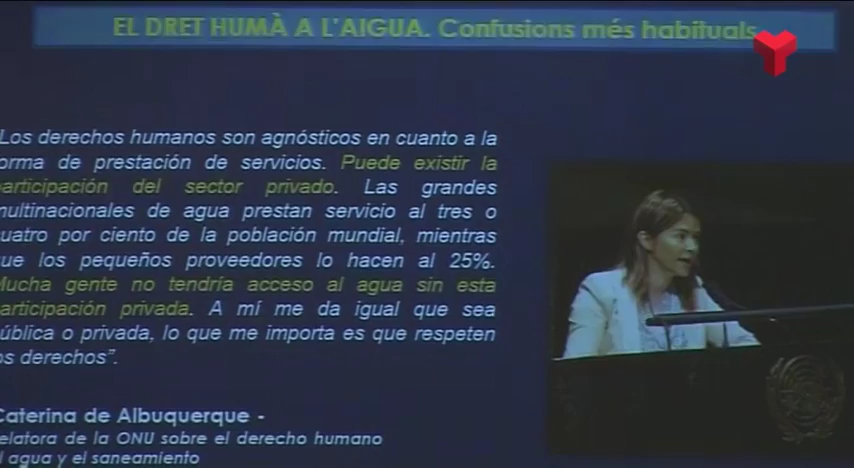 EL DRET HUMÀ A L'AIGUA. Confusions més habituals
Los derechos humanos son agnósticos en cuanto a la
orma de prestación de servicios. Puede existir la
articipación del sector privado. Las grandes
multinacionales de agua prestan servicio al tres o
uatro por ciento de la población mundial, mientras
ue los pequeños proveedores lo hacen al 25%.
Mucha gente no tendría acceso al agua sin esta
articipación privada. A mí me da igual que sea
ública o privada, lo que me importa es que respeten
os derechos”.
Caterina de Albuquerque -
elatora de la ONU sobre el derecho humano
l agua y el saneamiento